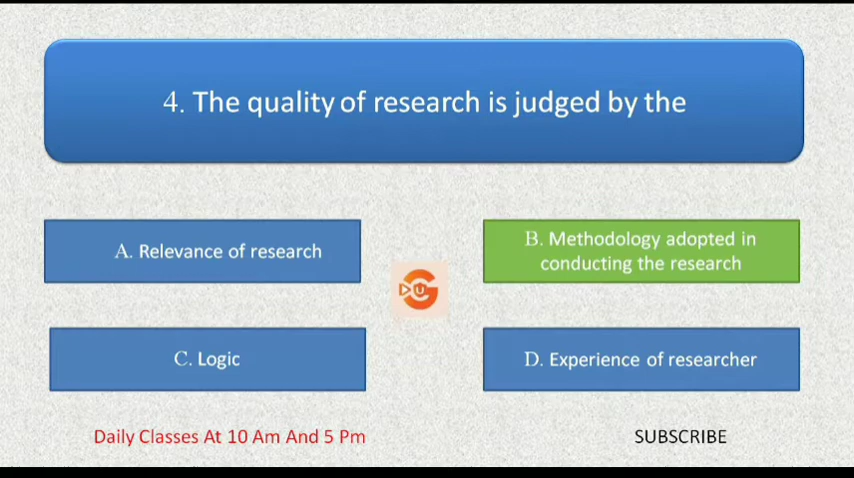 4. The quality of research is judged by the
A. Relevance of research
B. Methodology adopted in
conducting the research
C. Logic
D. Experience of researcher
Daily Classes At 10 Am And 5 Pm
SUBSCRIBE